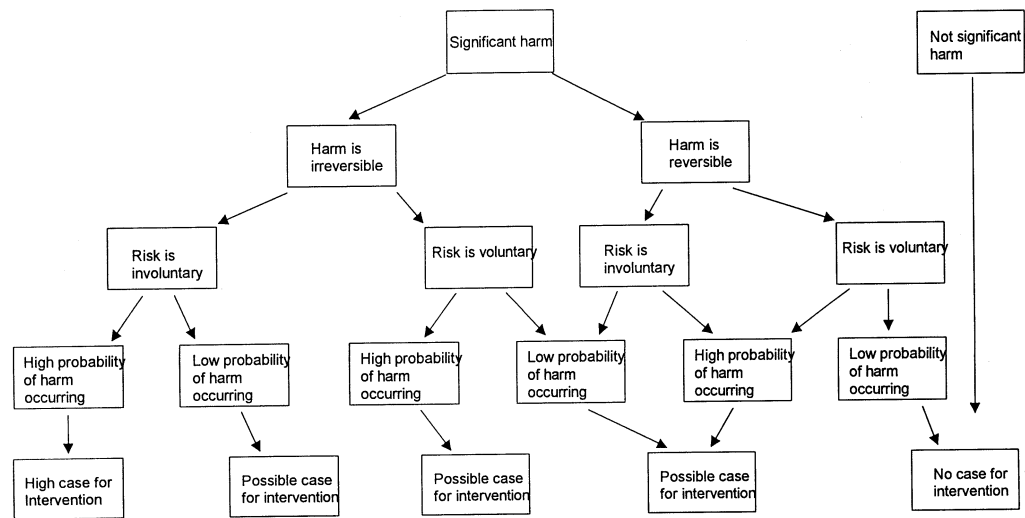 Significant harm
Not significant
harm
Harm is
irreversible
Harm is
reversible
Risk is
involuntary
Risk is voluntary
Risk is
involuntary
Risk is voluntary
High probability
of harm
occurring
Low probability
of harm
occurring
High probability
of harm
occurring
Low probability
of harm
occurring
High probability
of harm
occurring
Low probability
of harm
occurring
High case for
Intervention
Possible case
for intervention
Possible case
for intervention
Possible case
for intervention
No case for
intervention